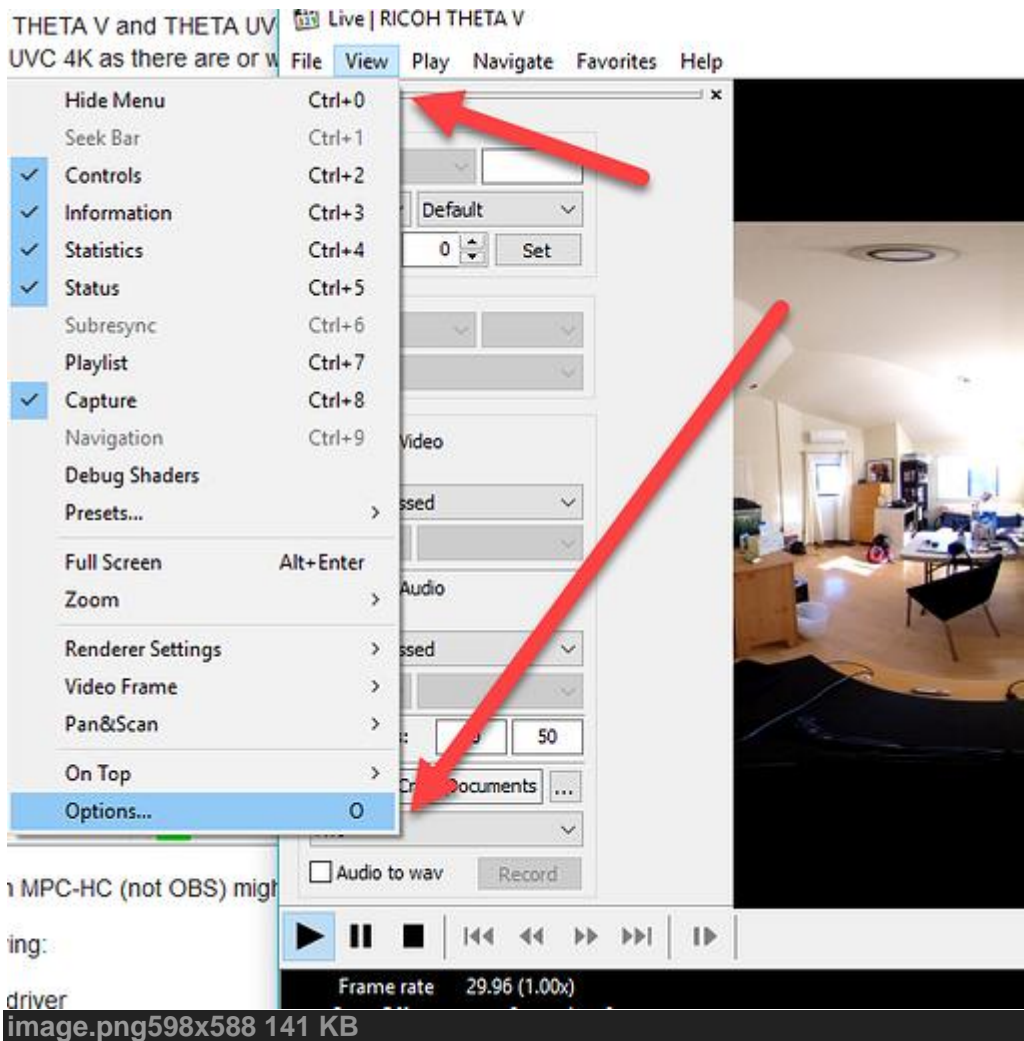 THETA V and THETA UV
UVC 4K as there are or w
Live | RICOH THETA V
File View Play Navigate Favorites Help
Hide Menu Ctrl+0
Seek Bar Ctrl+1
Controls Ctrl+2
Information Ctrl+3
Statistics Ctrl+4
Status Ctrl+5
Subresync Ctrl+6
Playlist Ctrl+7
Capture Ctrl+8
Navigation Ctrl+9
Debug Shaders
Presets... >
Full Screen Alt+Enter
Zoom >
Renderer Settings >
Video Frame >
Pan&Scan >
On Top >
Options... O
x
Default
0 Set
Video
ssed
Audio
ssed
50
Documents ...
Audio to wav Record
MPC-HC (not OBS) migh
ing:
driver
Frame rate 29.96 (1.00x)
image.png598x588 141 KB